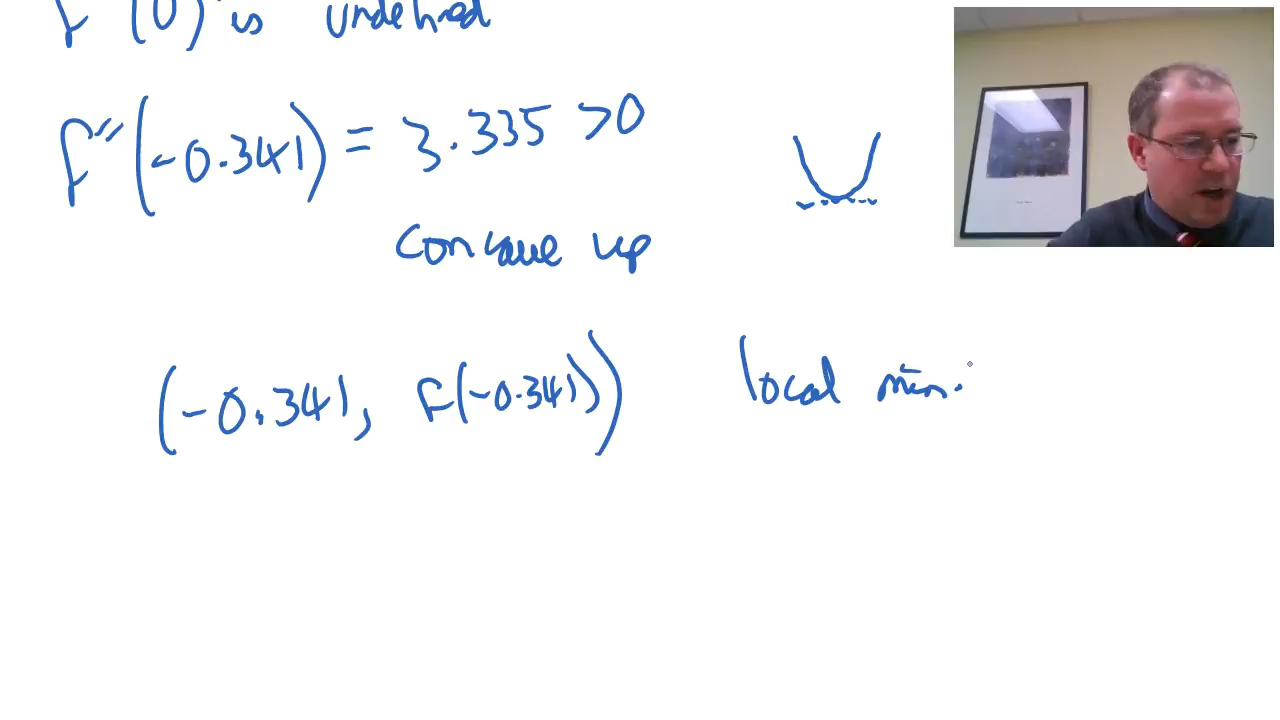 f''(0) is undefined
f''(-0.341) = 3.335 >0
concave up
(-0.341, f(-0.341)) local min.